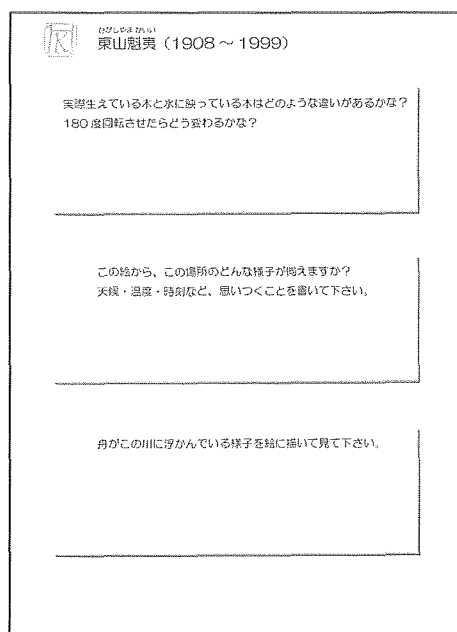 ひがしやま かいい
東山魁夷（1908～1999）
実際生えている木と水に映っている木はどのような違いがあるかな？
180度回転させたらどう変わるかな？
この絵から、この場所のどんな様子が伺えますか？
天候・温度・時刻など、思いつくことを書いて下さい。
舟がこの川に浮かんでいる様子を絵に描いて見て下さい。